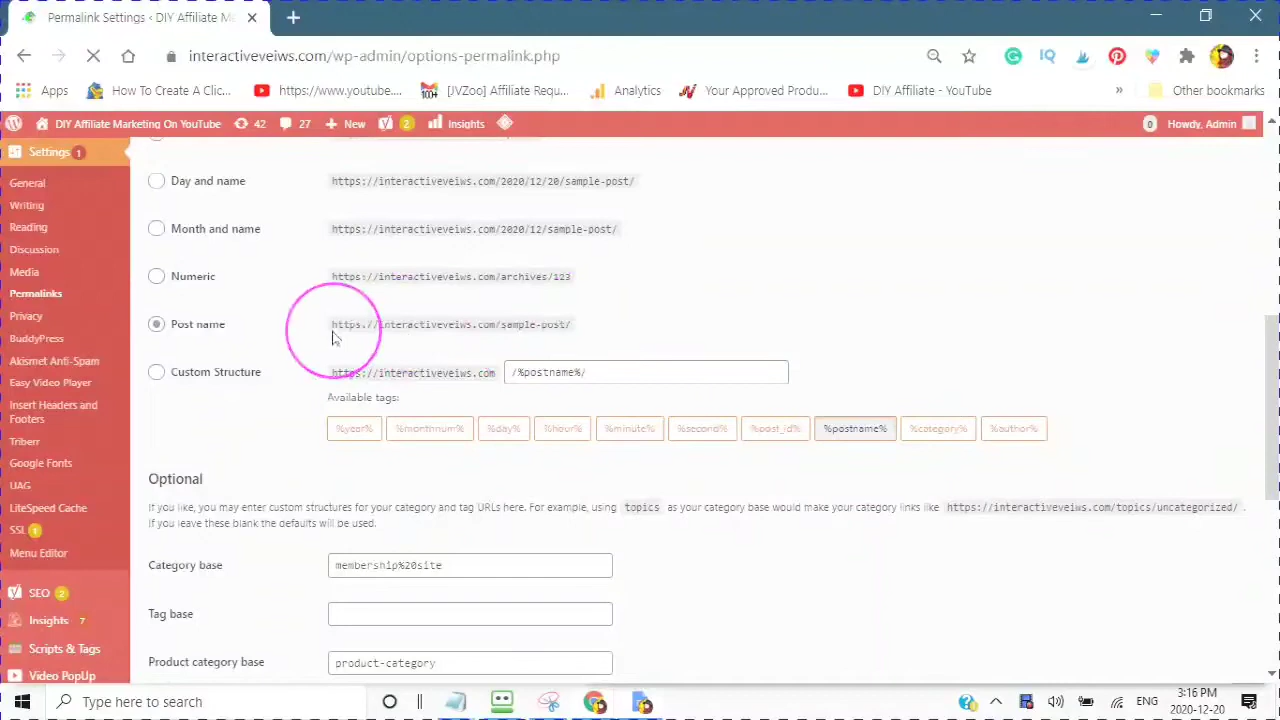 Permalink Settings ‹ DIY Affiliate Ma
interactiveveiws.com/wp-admin/options-permalink.php
Apps
How To Create A Clic...
https://www.youtube....
[JVZoo] Affiliate Requ...
Analytics
Your Approved Produ...
DIY Affiliate - YouTube
»
Other bookmarks
DIY Affiliate Marketing On YouTube
42
27
New
2
Insights
0
Howdy, Admin
Settings 1
General
Writing
Reading
Discussion
Media
Permalinks
Privacy
BuddyPress
Akismet Anti-Spam
Easy Video Player
Insert Headers and
Footers
Triberr
Google Fonts
UAG
LiteSpeed Cache
SSL 1
Menu Editor
SEO 2
Insights 7
Scripts & Tags
Video PopUp
Day and name
https://interactiveveiws.com/2020/12/20/sample-post/
Month and name
https://interactiveveiws.com/2020/12/sample-post/
Numeric
https://interactiveveiws.com/archives/123
Post name
https://interactiveveiws.com/sample-post/
Custom Structure
https://interactiveveiws.com
/%postname%/
Available tags:
%year%
%monthnum%
%day%
%hour%
%minute%
%second%
%post_id%
%postname%
%category%
%author%
Optional
If you like, you may enter custom structures for your category and tag URLs here. For example, using topics as your category base would make your category links like https://interactiveveiws.com/topics/uncategorized/ .
If you leave these blank the defaults will be used.
Category base
membership%20site
Tag base
Product category base
product-category
Type here to search
ENG
3:16 PM
2020-12-20